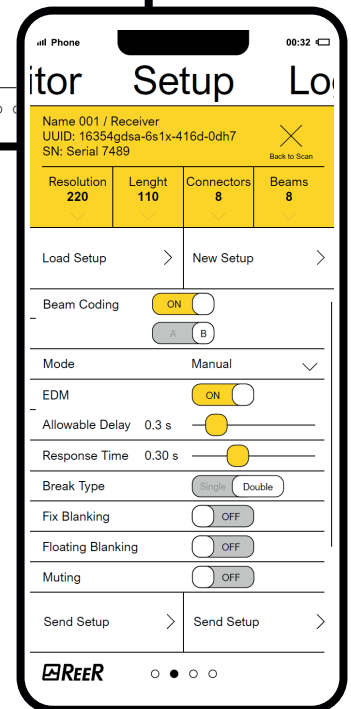 Phone 00:32
itor Setup Lo
Name 001 / Receiver
UUID: 16354gdsa-6s1x-416d-0dh7
SN: Serial 7489
Back to Scan
Resolution Lenght Connectors Beams
220 110 8 8
Load Setup New Setup
Beam Coding ON
A B
Mode Manual
EDM ON
Allowable Delay 0.3 s
Response Time 0.30 s
Break Type Single Double
Fix Blanking OFF
Floating Blanking OFF
Muting OFF
Send Setup Send Setup
REER